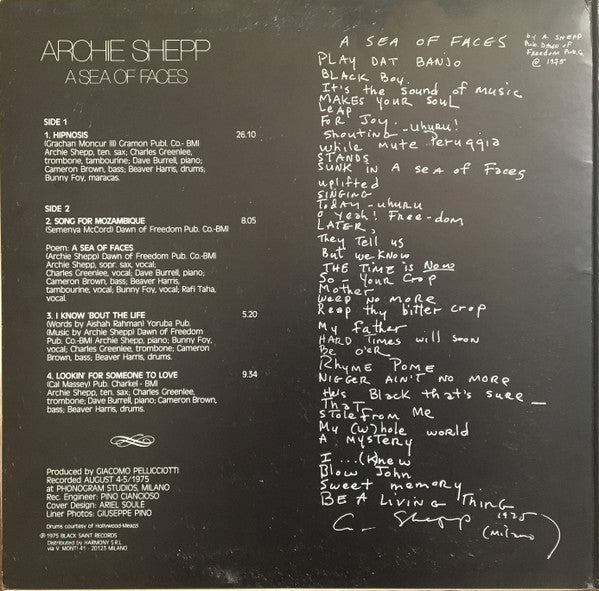 ARCHIE SHEPP
A SEA OF FACES
SIDE 1
1. HIPNOSIS 26.10
(Grachan Moncur III) Gramon Publ. Co.- BMI
Archie Shepp, ten. sax; Charles Greenlee,
trombone, tambourine; Dave Burrell, piano;
Cameron Brown, bass; Beaver Harris, drums;
Bunny Foy, maracas.
SIDE 2
2. SONG FOR MOZAMBIQUE 8.05
(Semenya McCord) Dawn of Freedom Pub. Co.-BMI
Poem: A SEA OF FACES
(Archie Shepp) Dawn of Freedom Pub. Co.-BMI
Archie Shepp, sopr. sax, vocal;
Charles Greenlee, vocal; Dave Burrell, piano;
Cameron Brown, bass; Beaver Harris,
tambourine, vocal; Bunny Foy, vocal; Rafi Taha,
vocal.
3. I KNOW 'BOUT THE LIFE 5.20
(Words by Aishah Rahman) Yoruba Pub.
(Music by Archie Shepp) Dawn of Freedom
Pub. Co.-BMI Archie Shepp, piano; Bunny Foy,
vocal; Charles Greenlee, trombone; Cameron
Brown, bass; Beaver Harris, drums.
4. LOOKIN' FOR SOMEONE TO LOVE 9.34
(Cal Massey) Pub. Charkel - BMI
Archie Shepp, ten. sax; Charles Greenlee,
trombone; Dave Burrell, piano; Cameron Brown,
bass; Beaver Harris, drums.
Produced by GIACOMO PELLICCIOTTI
Recorded AUGUST 4-5/1975
at PHONOGRAM STUDIOS, MILANO
Rec. Engineer: PINO CIANCIOSO
Cover Design: ARIEL SOULÉ
Liner Photos: GIUSEPPE PINO
Drums courtesy of Hollywood-Meazzi
℗ 1975 BLACK SAINT RECORDS
Distributed by HARMONY S.R.L.
via V. MONTI 41 - 20123 MILANO
A SEA OF FACES
by A. SHEPP
Pub. DAWN OF
Freedom Pub. Co.
© 1975
PLAY DAT BANJO
BLACK BOY.
It's the sound of music
MAKES YOUR SOUL
LEAP
FOR JOY.
Shouting -uhuru!
while mute Peruggia
STANDS
SUNK IN A SEA of FACES
uplifted
SINGING
Today -uhuru
o yeah! Free-dom
LATER,
They Tell us
But we Know
THE TIME is Now
So - Your Crop
Mother
weep no more
Reap thy bitter crop
My Father
HARD Times will soon
Be o'er
RHYME POME
NIGGER AIN'T NO MORE
He's Black that's sure_
That
STOLE FROM ME
My (w)hole world
A MYSTERY
I ...(k)new
Blow John
Sweet memory
BE A LIVING THING
A. Shepp 1975
(Milano)